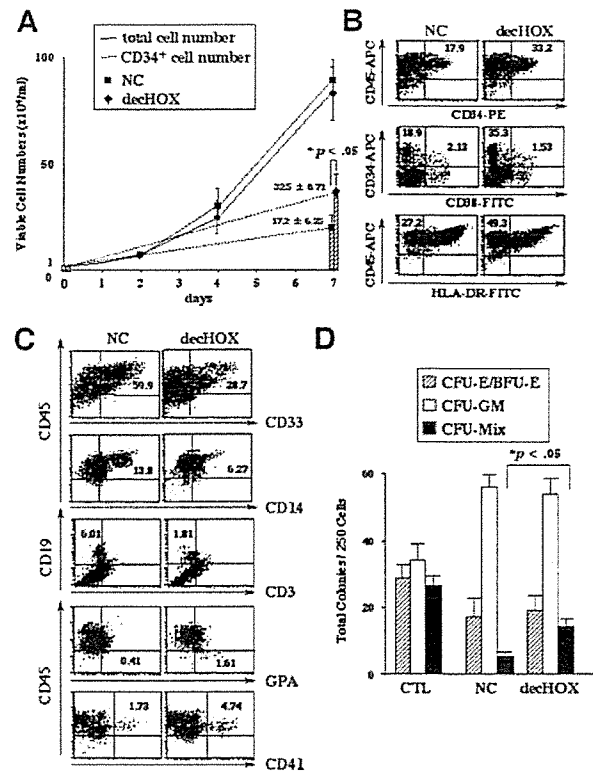 A
total cell number
CD34+ cell number
NC
decHOX
Viable Cell Numbers (x10⁴/ml)
100
50
1
0
0 1 2 3 4 5 6 7
days
*p < .05
17.2 ± 6.25
B
NC decHOX
CD45-APC
17.9 33.2
CD34-PE
CD34-APC
18.9 2.13 35.3 1.53
CD38-FITC
CD45-APC
27.2 49.3
HLA-DR-FITC
C
NC decHOX
CD45
59.9 28.7
CD33
13.8 6.27
CD14
CD19
6.01 1.81
CD3
CD45
0.41 1.61
GPA
1.73 4.74
CD41
D
CFU-E/BFU-E
CFU-GM
CFU-Mix
*p < .05
Total Colonies / 250 Cells
60
40
20
0
CTL NC decHOX